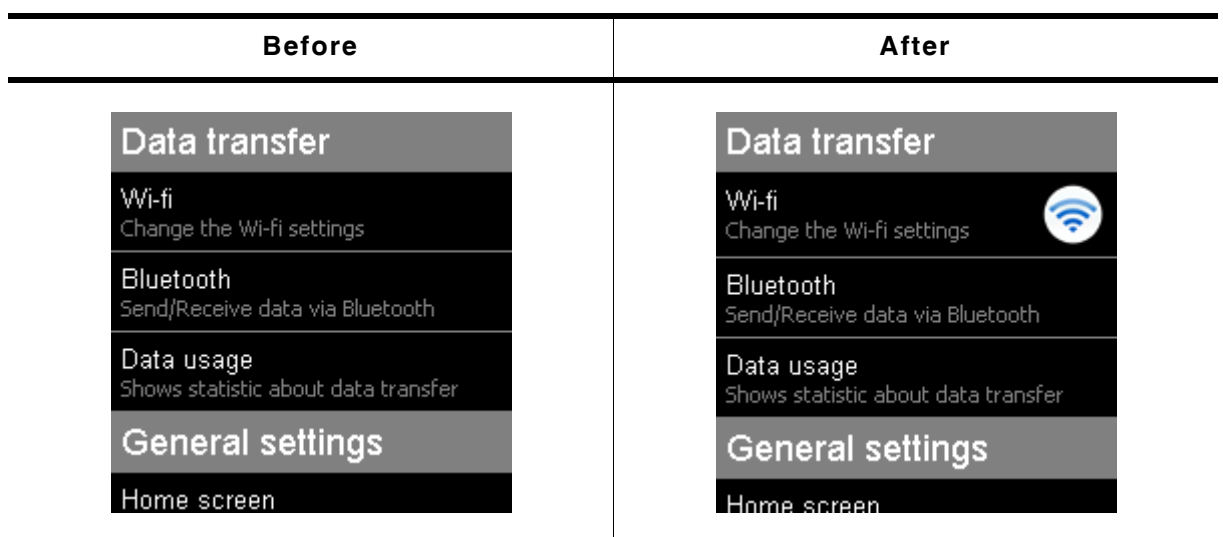 Before
After
Data transfer
Wi-fi
Change the Wi-fi settings
Bluetooth
Send/Receive data via Bluetooth
Data usage
Shows statistic about data transfer
General settings
Home screen
Data transfer
Wi-fi
Change the Wi-fi settings
Bluetooth
Send/Receive data via Bluetooth
Data usage
Shows statistic about data transfer
General settings
Home screen